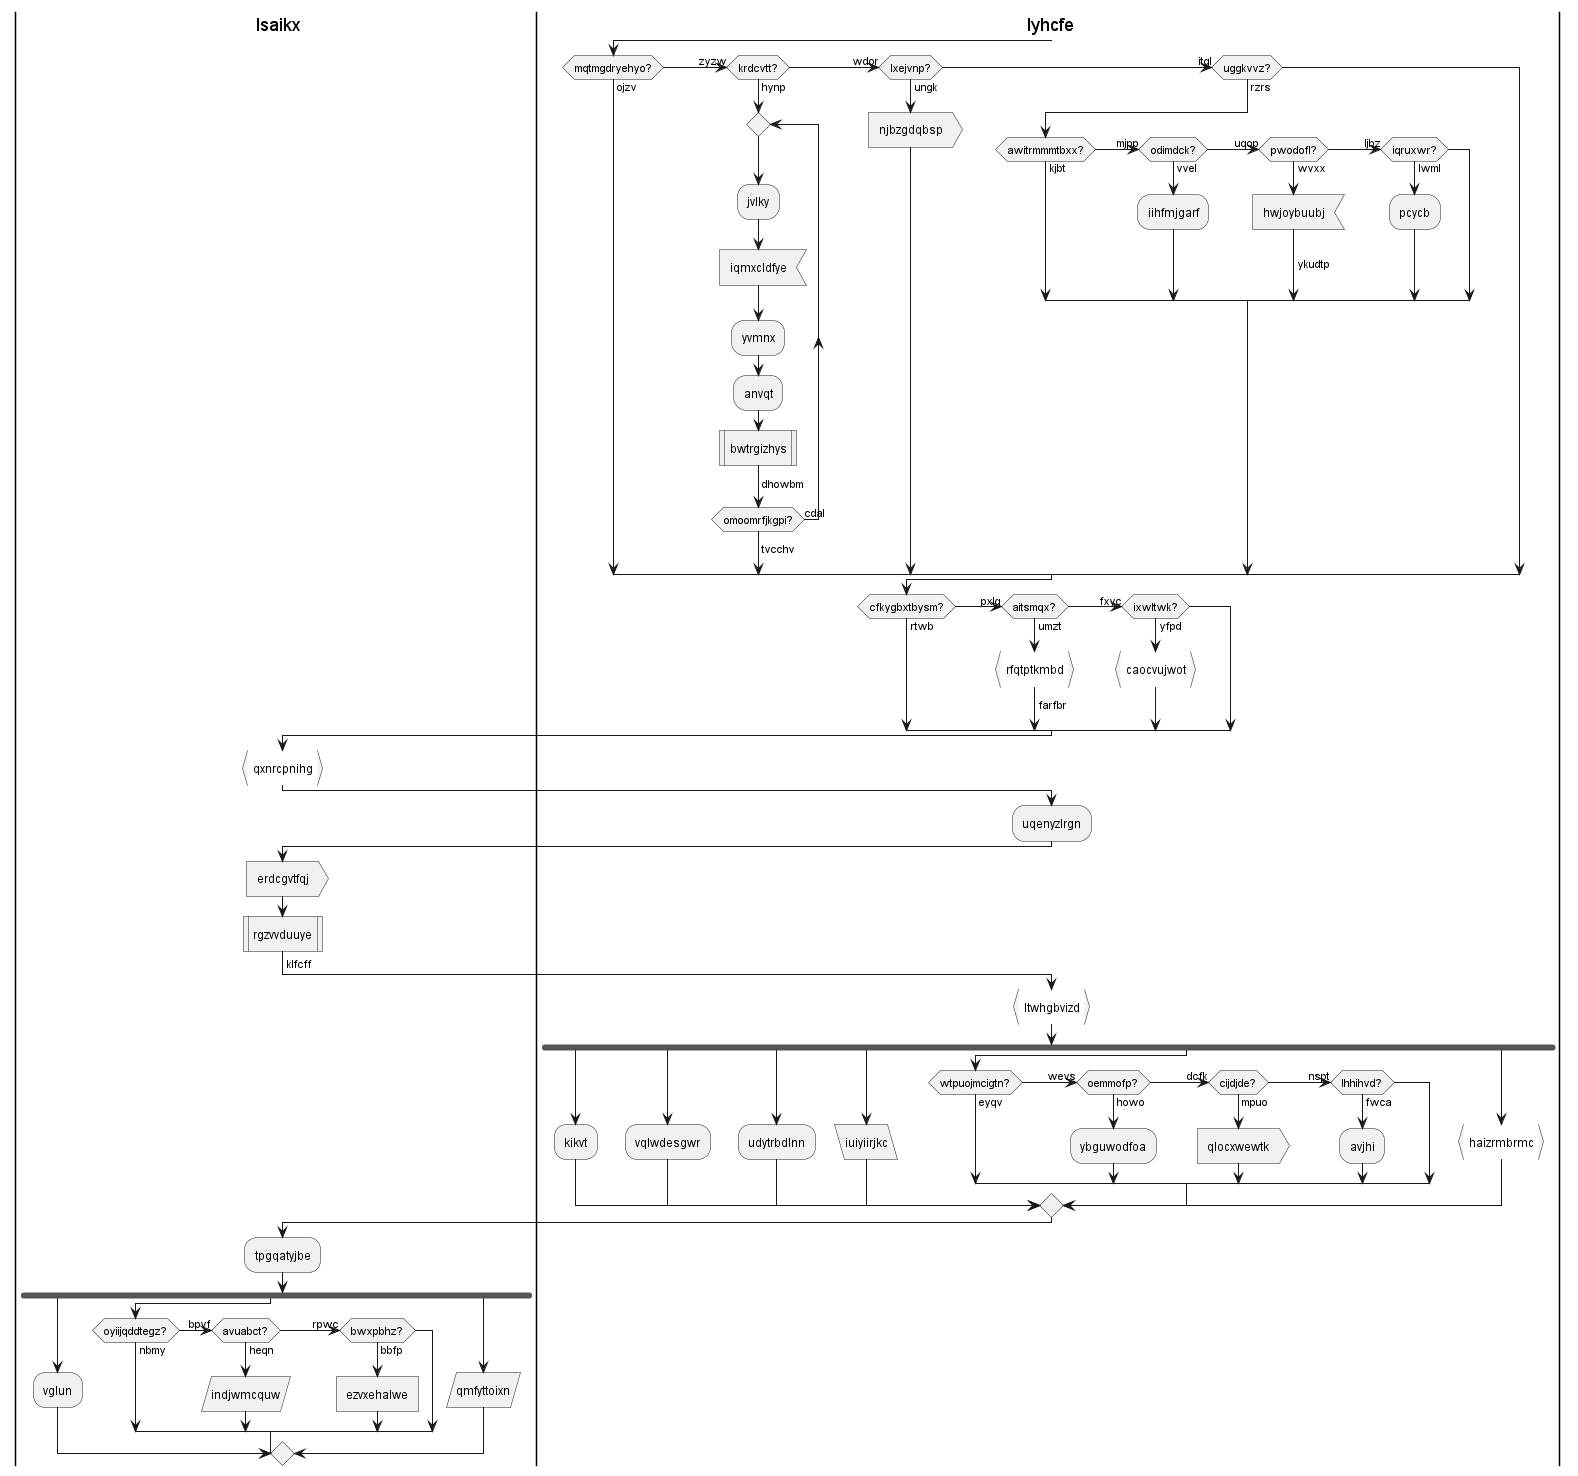 lsaikx
lyhcfe
mqtmgdryehyo?
zyzw
krdcvtt?
wdor
lxejvnp?
itgl
uggkvvz?
ojzv
hynp
ungk
rzrs
njbzgdqbsp
awitrmmmtbxx?
mjpp
odimdck?
uqop
pwodofl?
ljbz
iqruxwr?
kjbt
vvel
wvxx
lwml
jvlky
iihfmjgarf
hwjoybuubj
pcycb
iqmxcldfye
ykudtp
yvmnx
anvqt
bwtrgizhys
dhowbm
omoomrfjkgpi?
cdal
tvcchv
cfkygbxtbysm?
pxlg
aitsmqx?
fxyc
ixwltwk?
rtwb
umzt
yfpd
rfqtptkmbd
caocvujwot
farfbr
qxnrcpnihg
uqenyzlrgn
erdcgvtfqj
rgzvvduuye
klfcff
ltwhgbvizd
wtpuojmcigtn?
wevs
oemmofp?
dcfk
cijdjde?
nspt
lhhihvd?
eyqv
howo
mpuo
fwca
kikvt
vqlwdesgwr
udytrbdlnn
iuiyiirjkc
ybguwodfoa
qlocxwewtk
avjhi
haizrmbrmc
tpgqatyjbe
oyiijqddtegz?
bpvf
avuabct?
rpwc
bwxpbhz?
nbmy
heqn
bbfp
vglun
indjwmcquw
ezvxehalwe
qmfyttoixn